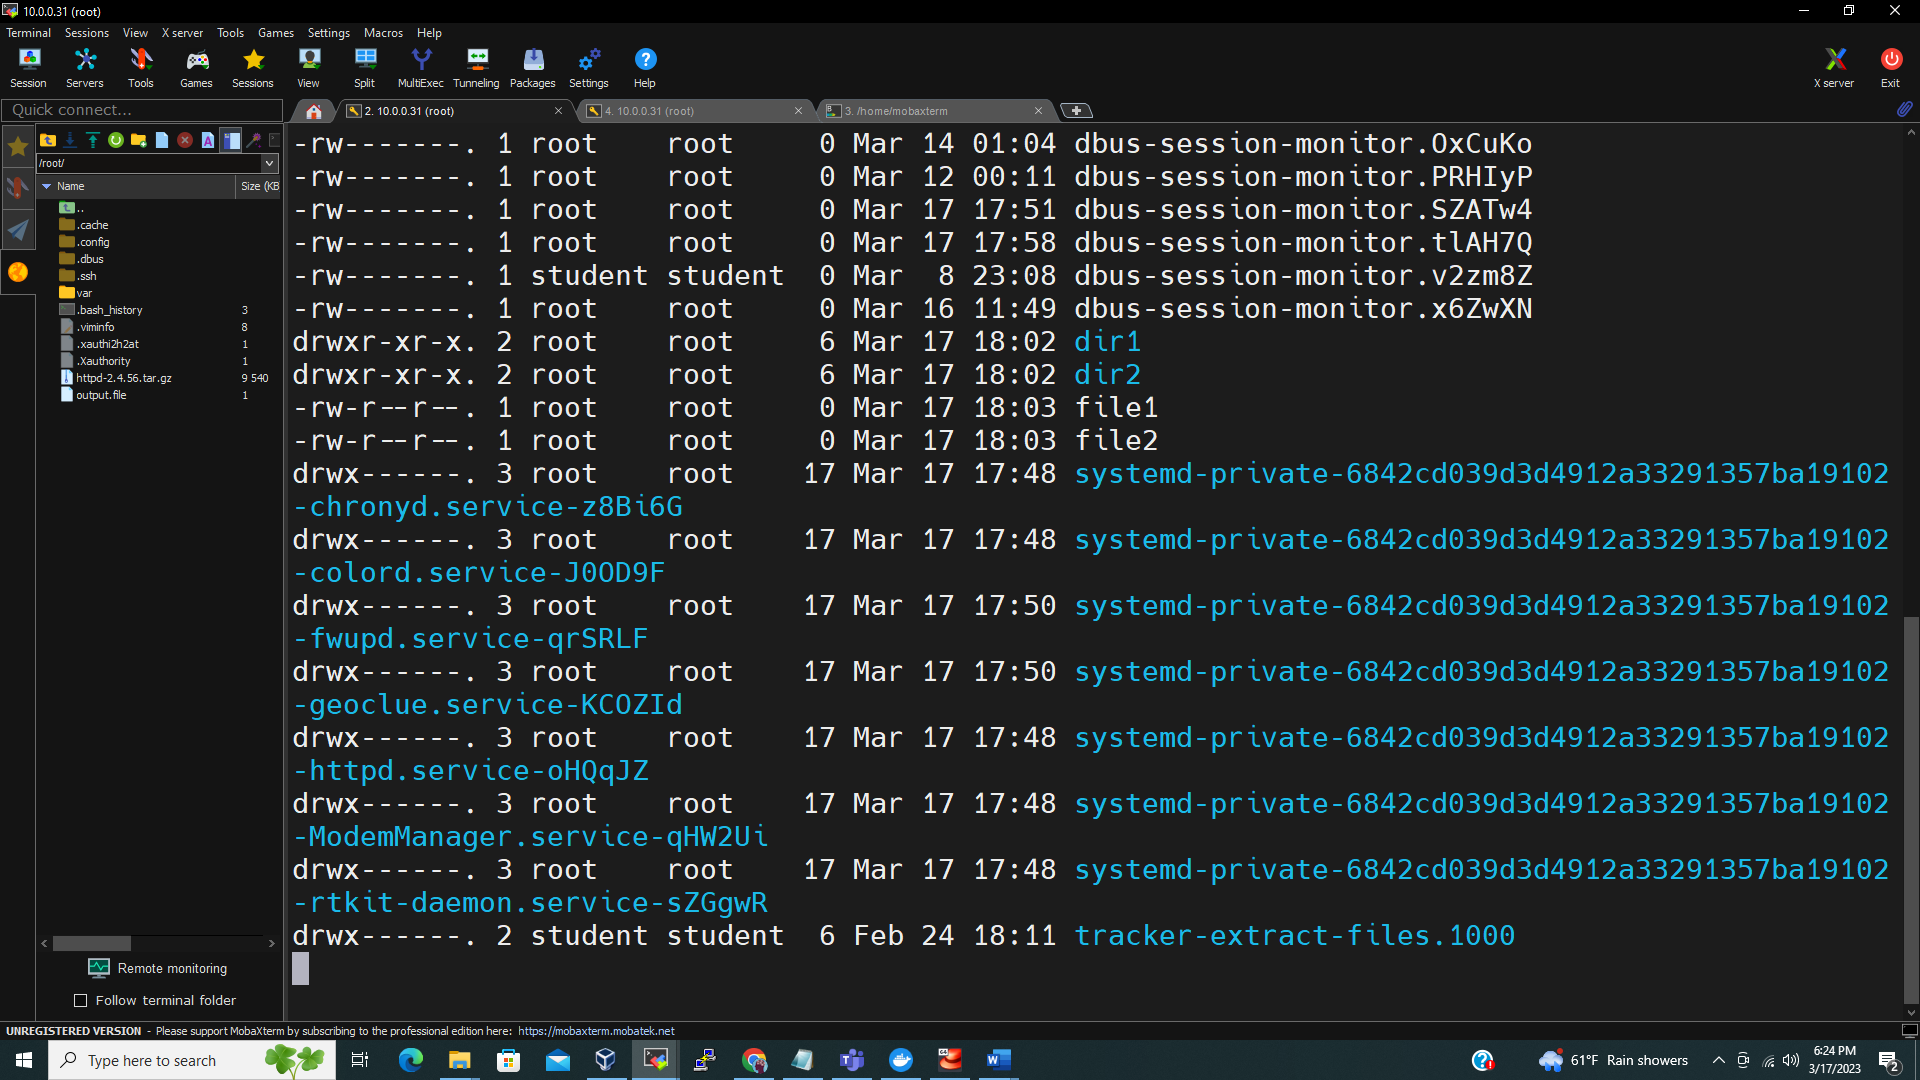 10.0.0.31 (root)
Terminal Sessions View X server Tools Games Settings Macros Help
Session Servers Tools Games Sessions View Split MultiExec Tunneling Packages Settings Help X server Exit
Quick connect...
2. 10.0.0.31 (root)
4. 10.0.0.31 (root)
3. /home/mobaxterm
/root/
Name Size (KB
..
.cache
.config
.dbus
.ssh
var
.bash_history 3
.viminfo 8
.xauthi2h2at 1
.Xauthority 1
httpd-2.4.56.tar.gz 9 540
output.file 1
Remote monitoring
Follow terminal folder
-rw-------. 1 root    root     0 Mar 14 01:04 dbus-session-monitor.OxCuKo
-rw-------. 1 root    root     0 Mar 12 00:11 dbus-session-monitor.PRHIyP
-rw-------. 1 root    root     0 Mar 17 17:51 dbus-session-monitor.SZATw4
-rw-------. 1 root    root     0 Mar 17 17:58 dbus-session-monitor.tlAH7Q
-rw-------. 1 student student  0 Mar  8 23:08 dbus-session-monitor.v2zm8Z
-rw-------. 1 root    root     0 Mar 16 11:49 dbus-session-monitor.x6ZwXN
drwxr-xr-x. 2 root    root     6 Mar 17 18:02 dir1
drwxr-xr-x. 2 root    root     6 Mar 17 18:02 dir2
-rw-r--r--. 1 root    root     0 Mar 17 18:03 file1
-rw-r--r--. 1 root    root     0 Mar 17 18:03 file2
drwx------. 3 root    root    17 Mar 17 17:48 systemd-private-6842cd039d3d4912a33291357ba19102
-chronyd.service-z8Bi6G
drwx------. 3 root    root    17 Mar 17 17:48 systemd-private-6842cd039d3d4912a33291357ba19102
-colord.service-J0OD9F
drwx------. 3 root    root    17 Mar 17 17:50 systemd-private-6842cd039d3d4912a33291357ba19102
-fwupd.service-qrSRLF
drwx------. 3 root    root    17 Mar 17 17:50 systemd-private-6842cd039d3d4912a33291357ba19102
-geoclue.service-KCOZId
drwx------. 3 root    root    17 Mar 17 17:48 systemd-private-6842cd039d3d4912a33291357ba19102
-httpd.service-oHQqJZ
drwx------. 3 root    root    17 Mar 17 17:48 systemd-private-6842cd039d3d4912a33291357ba19102
-ModemManager.service-qHW2Ui
drwx------. 3 root    root    17 Mar 17 17:48 systemd-private-6842cd039d3d4912a33291357ba19102
-rtkit-daemon.service-sZGgwR
drwx------. 2 student student  6 Feb 24 18:11 tracker-extract-files.1000
UNREGISTERED VERSION - Please support MobaXterm by subscribing to the professional edition here: https://mobaxterm.mobatek.net
Type here to search
61°F Rain showers
6:24 PM
3/17/2023
2